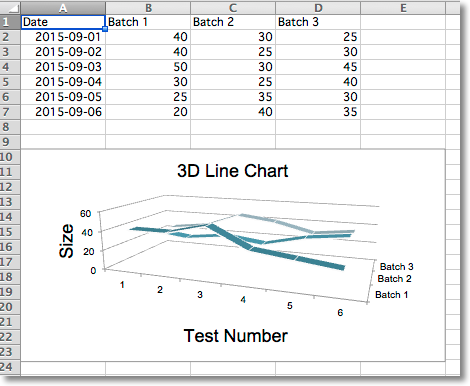 A B C D E
1 Date Batch 1 Batch 2 Batch 3
2 2015-09-01 40 30 25
3 2015-09-02 40 25 30
4 2015-09-03 50 30 45
5 2015-09-04 30 25 40
6 2015-09-05 25 35 30
7 2015-09-06 20 40 35
8
9
10
11
12
13
14
15
16
17
18
19
20
21
22
23
24
3D Line Chart
Size
60
40
20
0
1 2 3 4 5 6
Batch 3
Batch 2
Batch 1
Test Number